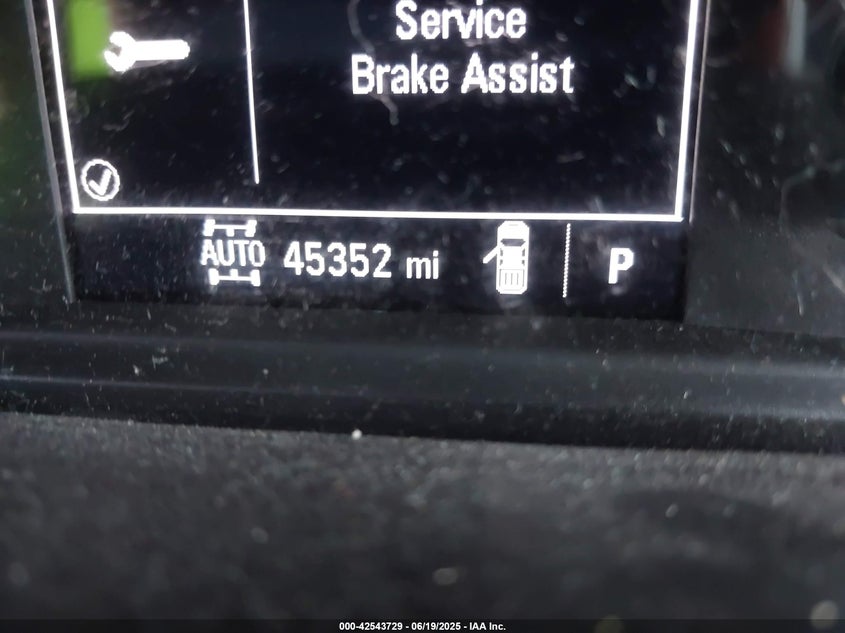 Service
Brake Assist
AUTO 45352 mi P
000-42543729 - 06/19/2025 - IAA Inc.